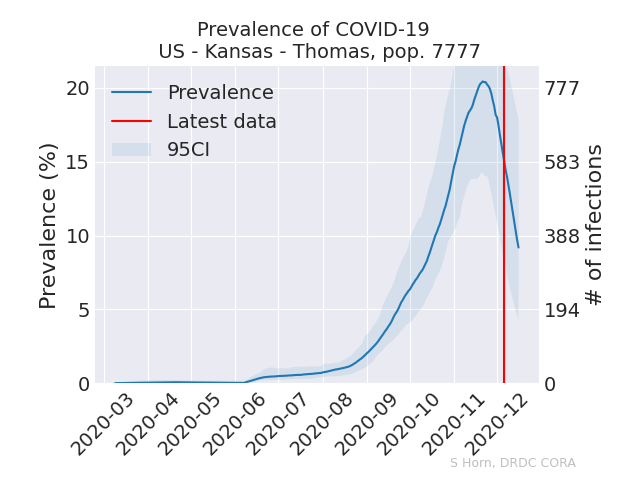 Prevalence of COVID-19
US - Kansas - Thomas, pop. 7777
Prevalence
Latest data
95CI
Prevalence (%)
20
15
10
5
0
777
583
388
194
0
# of infections
2020-03
2020-04
2020-05
2020-06
2020-07
2020-08
2020-09
2020-10
2020-11
2020-12
S Horn, DRDC CORA